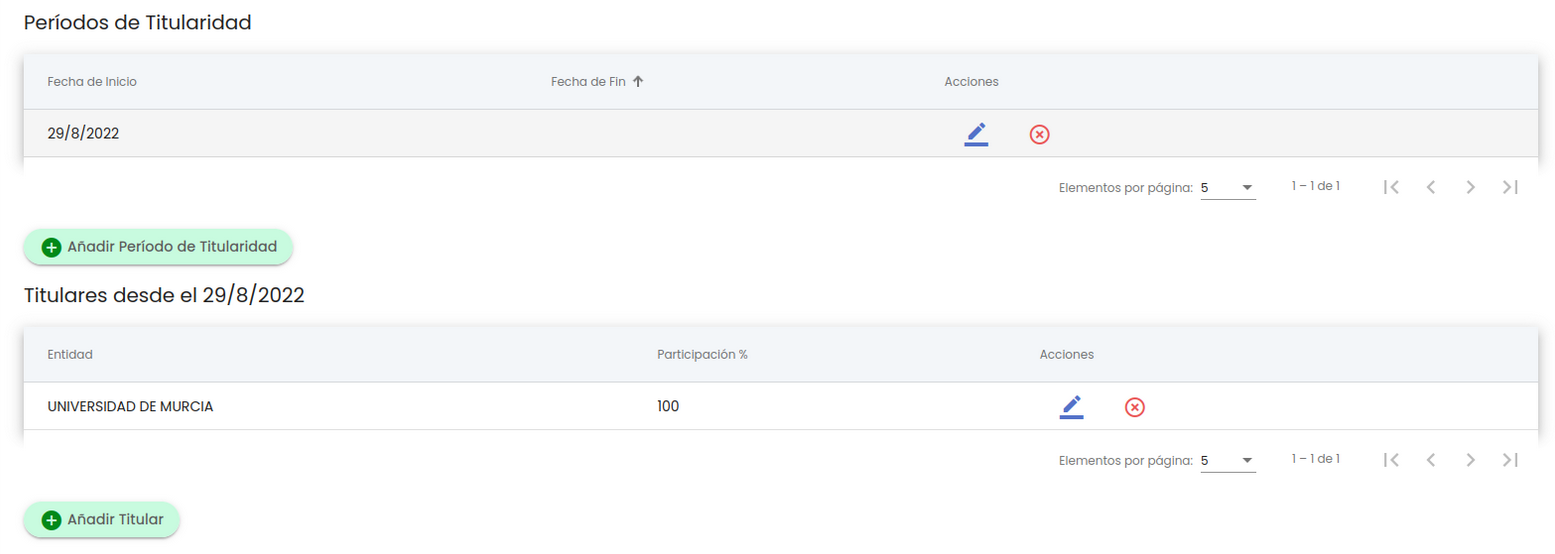 Períodos de Titularidad
Fecha de Inicio Fecha de Fin Acciones
29/8/2022
Elementos por página: 5 1 – 1 de 1
Añadir Período de Titularidad
Titulares desde el 29/8/2022
Entidad Participación % Acciones
UNIVERSIDAD DE MURCIA 100
Elementos por página: 5 1 – 1 de 1
Añadir Titular